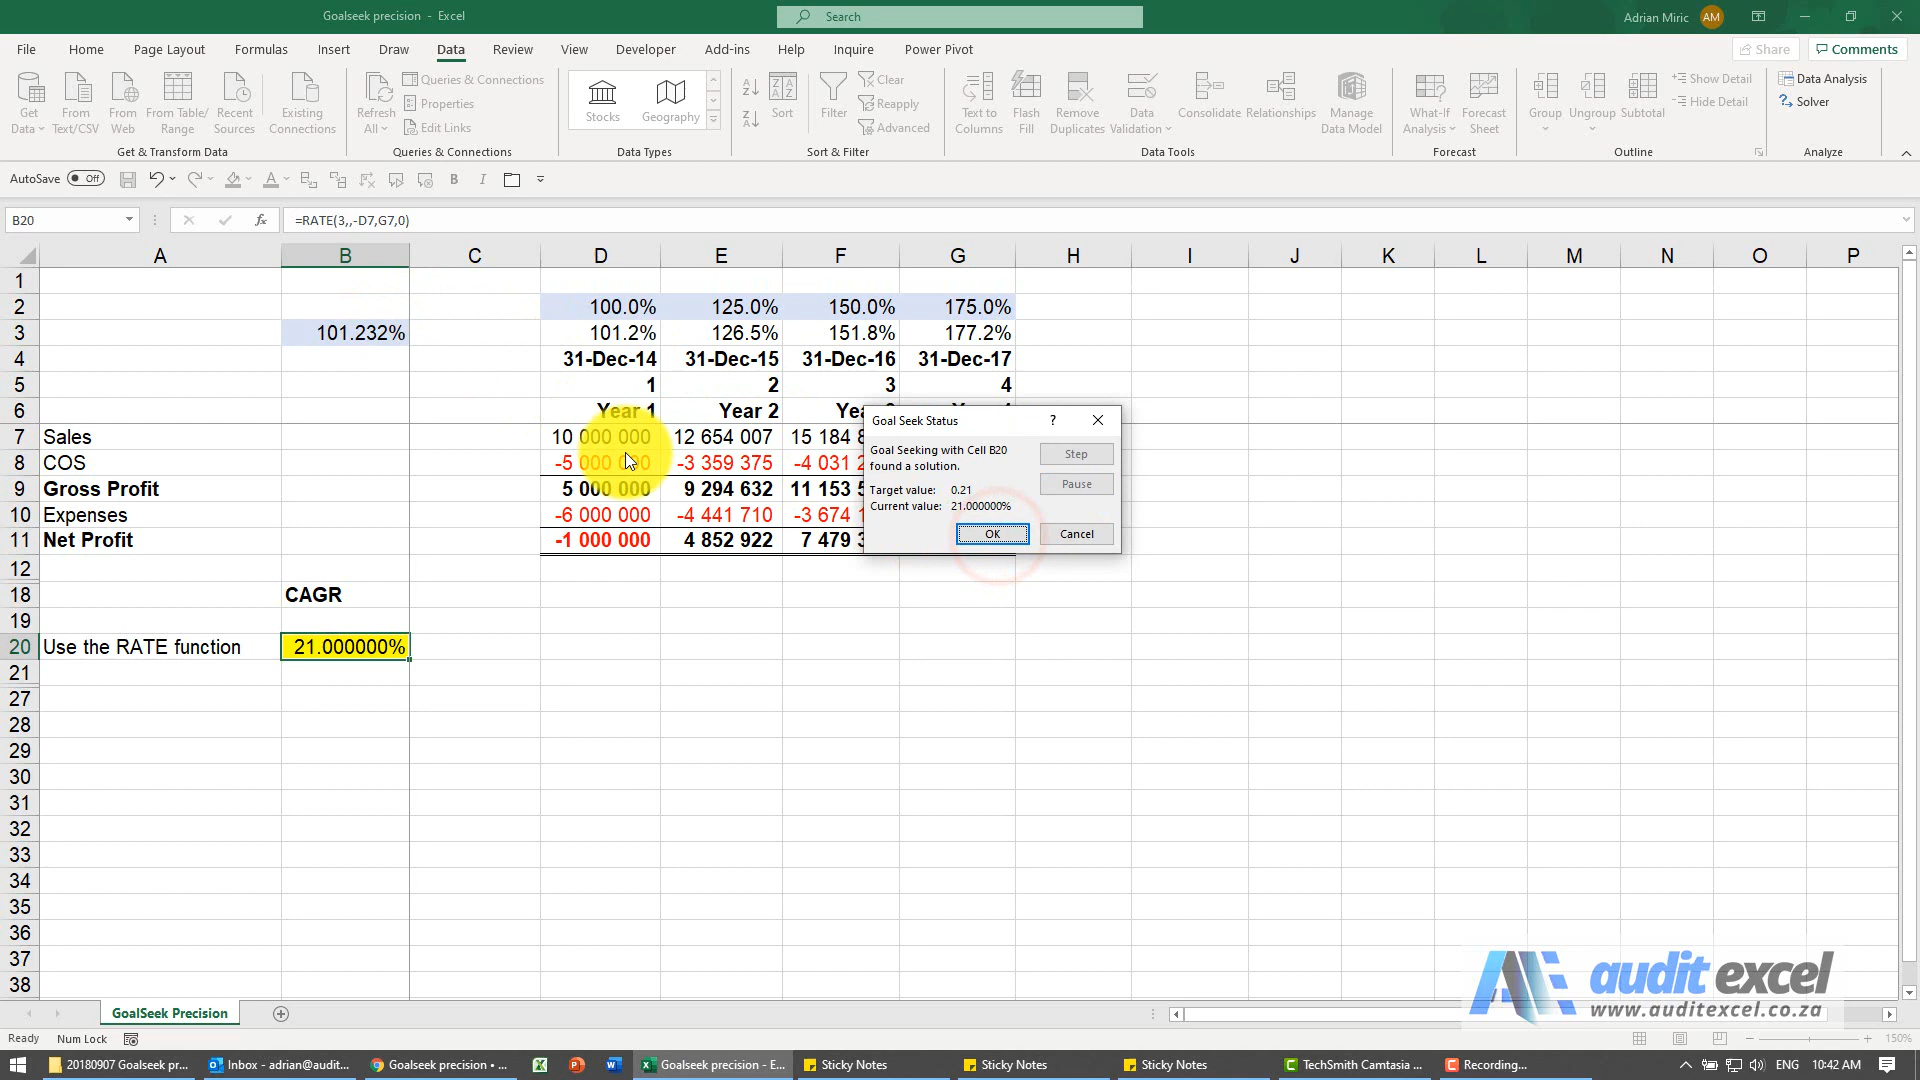 Goalseek precision - Excel
Search
Adrian Miric AM
File Home Page Layout Formulas Insert Draw Data Review View Developer Add-ins Help Inquire Power Pivot Share Comments
Get Data From Text/CSV From Web From Table/ Range Recent Sources Existing Connections
Get & Transform Data
Refresh All Queries & Connections Properties Edit Links
Queries & Connections
Stocks Geography
Data Types
Sort Filter Clear Reapply Advanced
Sort & Filter
Text to Columns Flash Fill Remove Duplicates Data Validation Consolidate Relationships Manage Data Model
Data Tools
What-If Analysis Forecast Sheet
Forecast
Group Ungroup Subtotal Show Detail Hide Detail
Outline
Data Analysis Solver
Analyze
AutoSave Off B I
B20 fx =RATE(3,,-D7,G7,0)
A B C D E F G H I J K L M N O P
1
2 100.0% 125.0% 150.0% 175.0%
3 101.232% 101.2% 126.5% 151.8% 177.2%
4 31-Dec-14 31-Dec-15 31-Dec-16 31-Dec-17
5 1 2 3 4
6 Year 1 Year 2
7 Sales 10 000 000 12 654 007 15 184 8
8 COS -5 000 000 -3 359 375 -4 031 2
9 Gross Profit 5 000 000 9 294 632 11 153 5
10 Expenses -6 000 000 -4 441 710 -3 674 1
11 Net Profit -1 000 000 4 852 922 7 479 3
12
18 CAGR
19
20 Use the RATE function 21.000000%
21
27
28
29
30
31
32
33
34
35
36
37
38
Goal Seek Status ?
Goal Seeking with Cell B20
found a solution.
Target value: 0.21
Current value: 21.000000%
Step
Pause
OK Cancel
audit excel
www.auditexcel.co.za
GoalSeek Precision
Ready Num Lock 150%
20180907 Goalseek pr... Inbox - adrian@audit... Goalseek precision • ... Goalseek precision - E... Sticky Notes Sticky Notes Sticky Notes TechSmith Camtasia ... Recording... ENG 10:42 AM